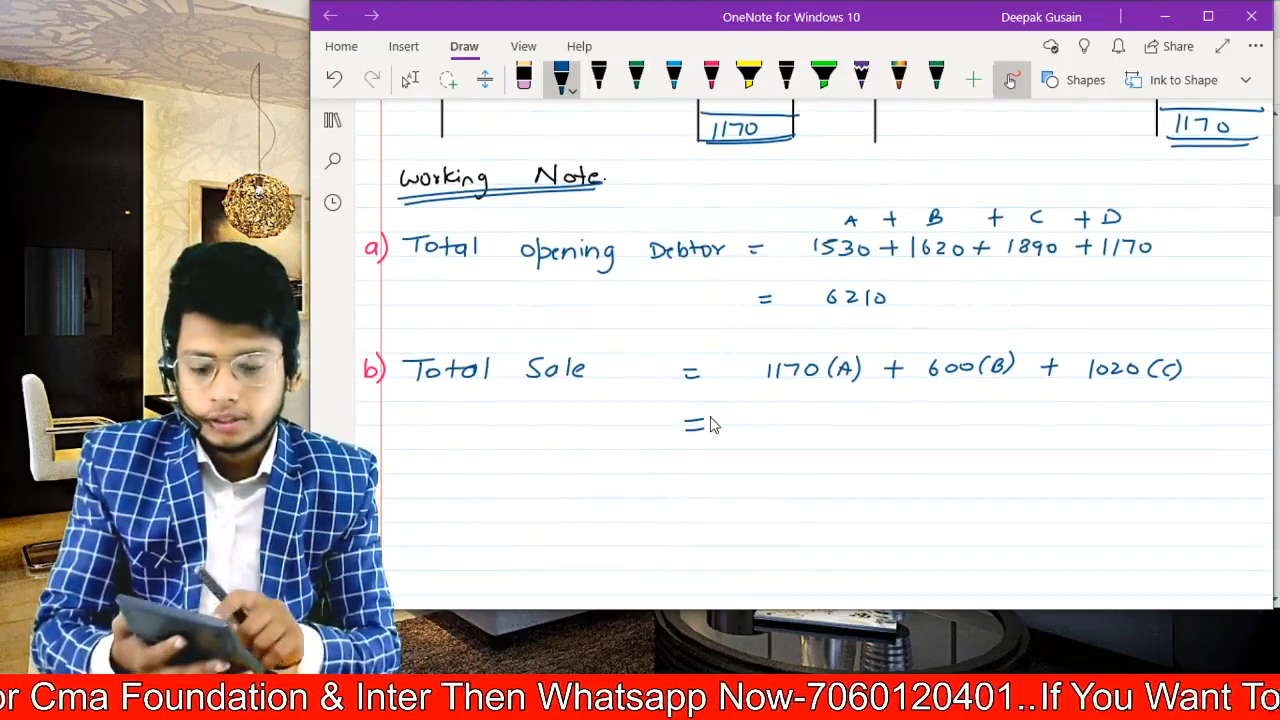 OneNote for Windows 10 Deepak Gusain
Home Insert Draw View Help Share
Shapes Ink to Shape
1170 1170
Working Note.
A + B + C + D
a) Total opening Debtor = 1530 + 1620 + 1890 + 1170
= 6210
b) Total Sale = 1170 (A) + 600 (B) + 1020 (C)
=
or Cma Foundation & Inter Then Whatsapp Now-7060120401..If You Want To